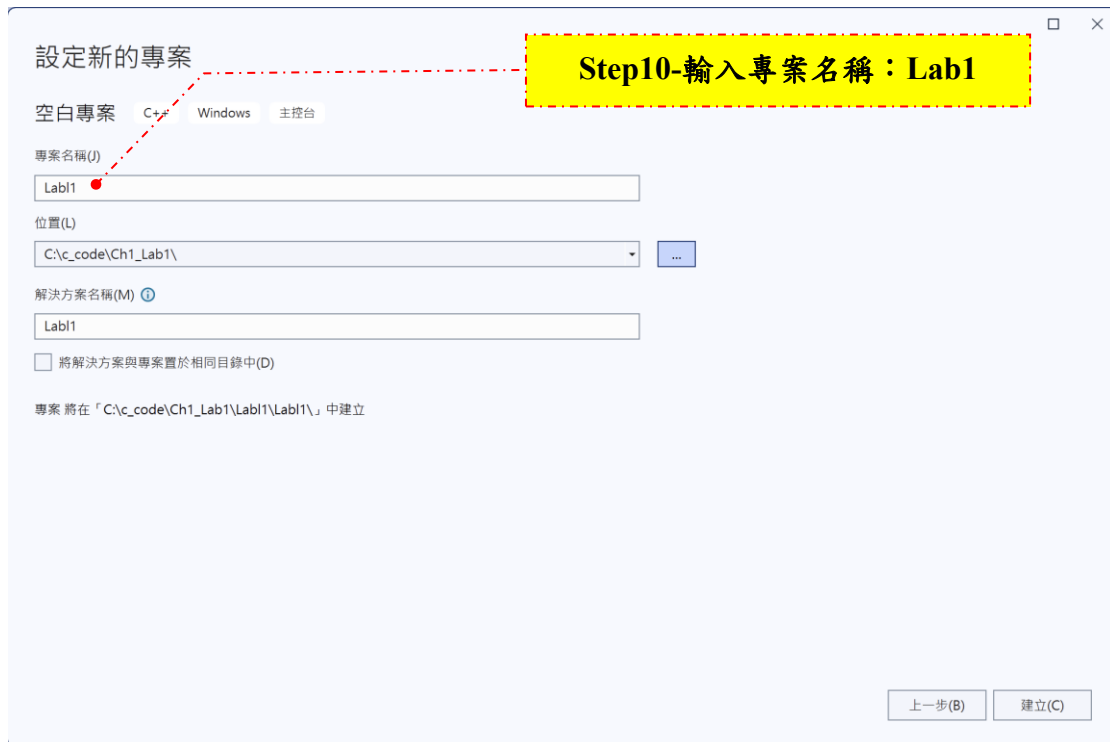 設定新的專案
Step10-輸入專案名稱：Lab1
空白專案 C++ Windows 主控台
專案名稱(J)
Labl1
位置(L)
C:\c_code\Ch1_Lab1\
...
解決方案名稱(M)
Labl1
將解決方案與專案置於相同目錄中(D)
專案 將在「C:\c_code\Ch1_Lab1\Labl1\Labl1\」中建立
上一步(B) 建立(C)